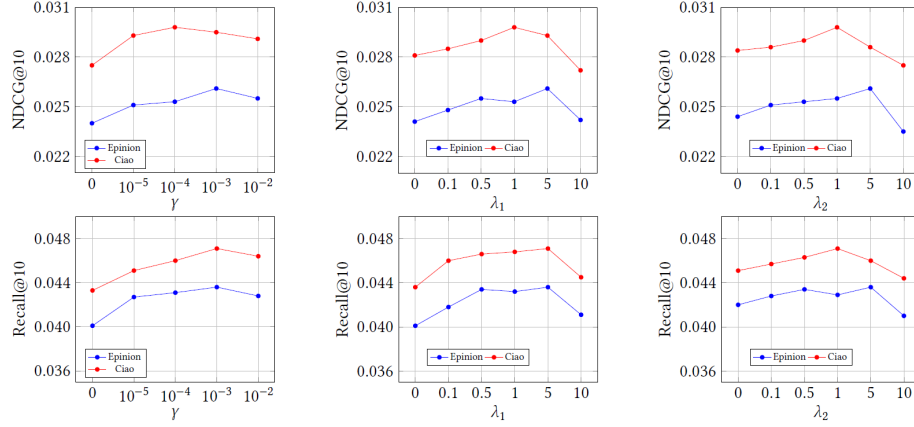 NDCG@10
0.031
0.028
0.025
0.022
Epinion
Ciao
0 10⁻⁵ 10⁻⁴ 10⁻³ 10⁻²
γ
NDCG@10
0.031
0.028
0.025
0.022
Epinion Ciao
0 0.1 0.5 1 5 10
λ₁
NDCG@10
0.031
0.028
0.025
0.022
Epinion Ciao
0 0.1 0.5 1 5 10
λ₂
Recall@10
0.048
0.044
0.040
0.036
Epinion
Ciao
0 10⁻⁵ 10⁻⁴ 10⁻³ 10⁻²
γ
Recall@10
0.048
0.044
0.040
0.036
Epinion Ciao
0 0.1 0.5 1 5 10
λ₁
Recall@10
0.048
0.044
0.040
0.036
Epinion Ciao
0 0.1 0.5 1 5 10
λ₂